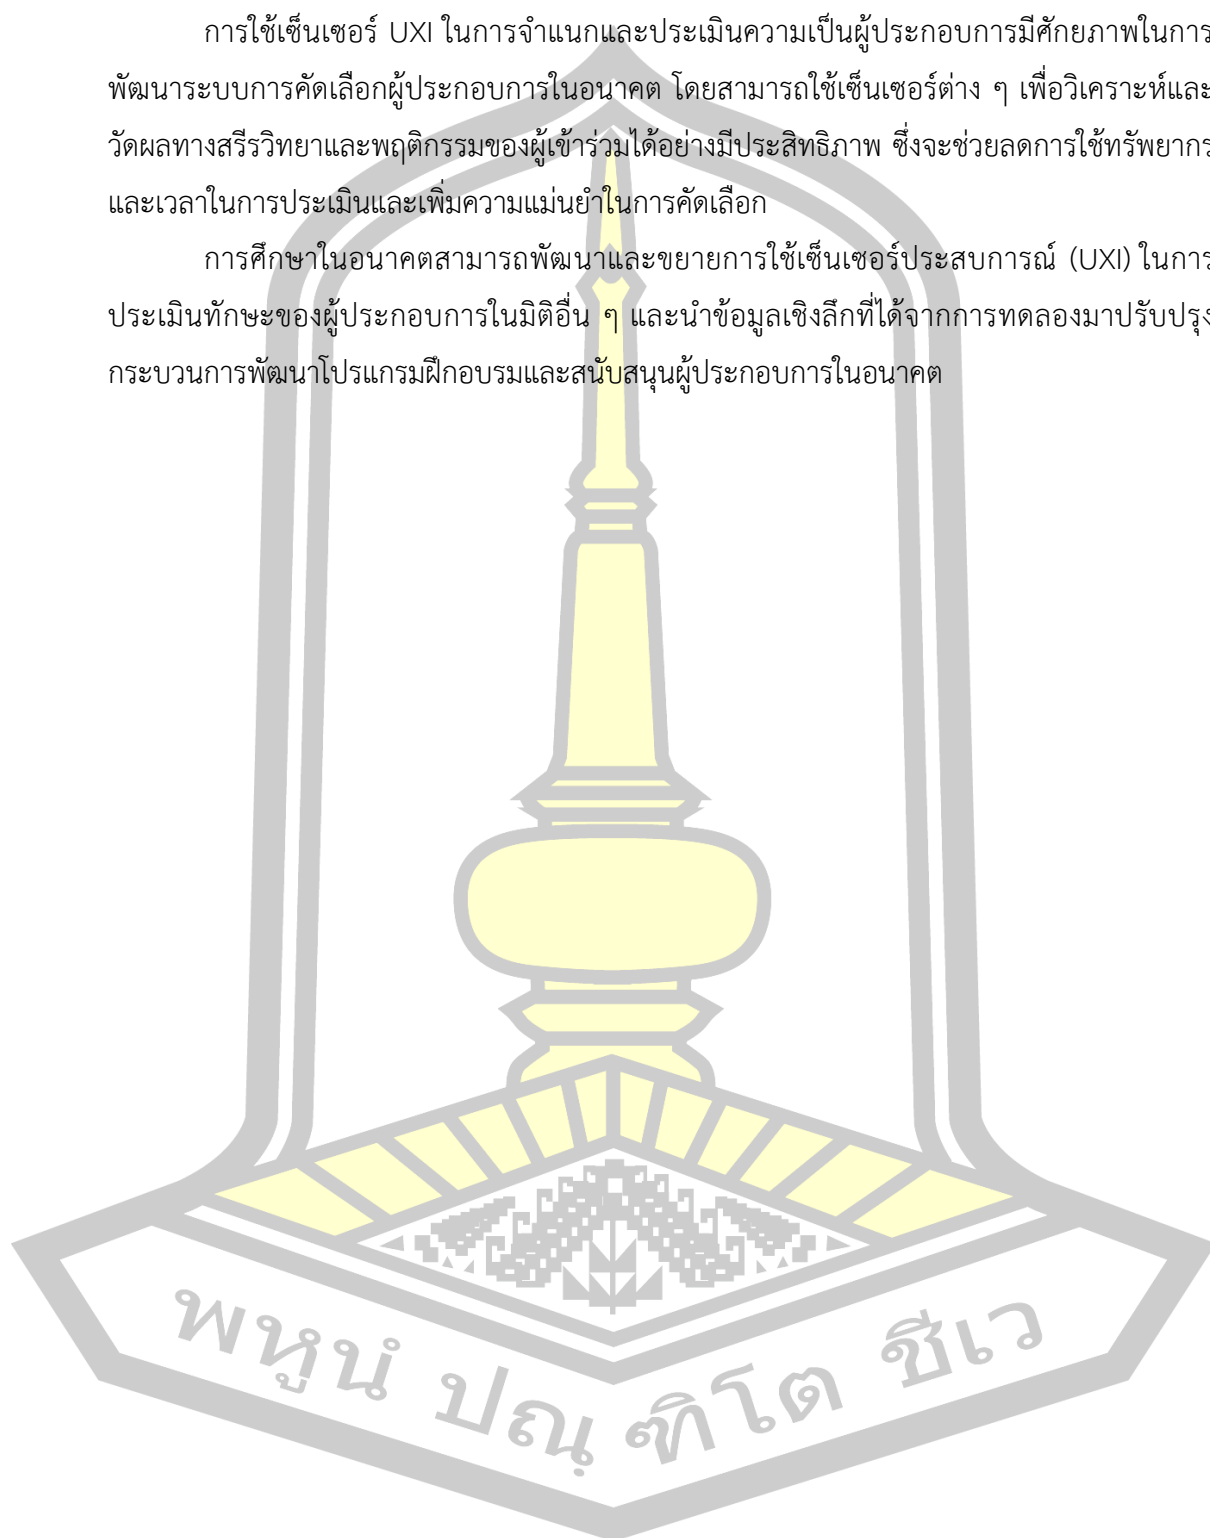 การใช้เซ็นเซอร์ UXI ในการจำแนกและประเมินความเป็นผู้ประกอบการมีศักยภาพในการ
พัฒนาระบบการคัดเลือกผู้ประกอบการในอนาคต โดยสามารถใช้เซ็นเซอร์ต่าง ๆ เพื่อวิเคราะห์และ
วัดผลทางสรีรวิทยาและพฤติกรรมของผู้เข้าร่วมได้อย่างมีประสิทธิภาพ ซึ่งจะช่วยลดการใช้ทรัพยากร
และเวลาในการประเมินและเพิ่มความแม่นยำในการคัดเลือก
การศึกษาในอนาคตสามารถพัฒนาและขยายการใช้เซ็นเซอร์ประสบการณ์ (UXI) ในการ
ประเมินทักษะของผู้ประกอบการในมิติอื่น ๆ และนำข้อมูลเชิงลึกที่ได้จากการทดลองมาปรับปรุง
กระบวนการพัฒนาโปรแกรมฝึกอบรมและสนับสนุนผู้ประกอบการในอนาคต
พหูนํ ปณฺ ฑิโต ชีเว